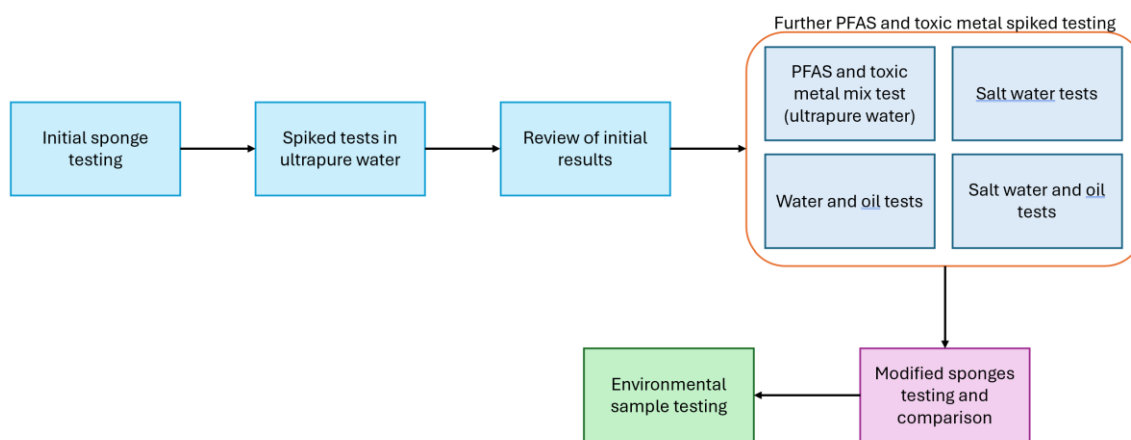 Further PFAS and toxic metal spiked testing
Initial sponge
testing
Spiked tests in
ultrapure water
Review of initial
results
PFAS and toxic
metal mix test
(ultrapure water)
Salt water tests
Water and oil tests
Salt water and oil
tests
Modified sponges
testing and
comparison
Environmental
sample testing